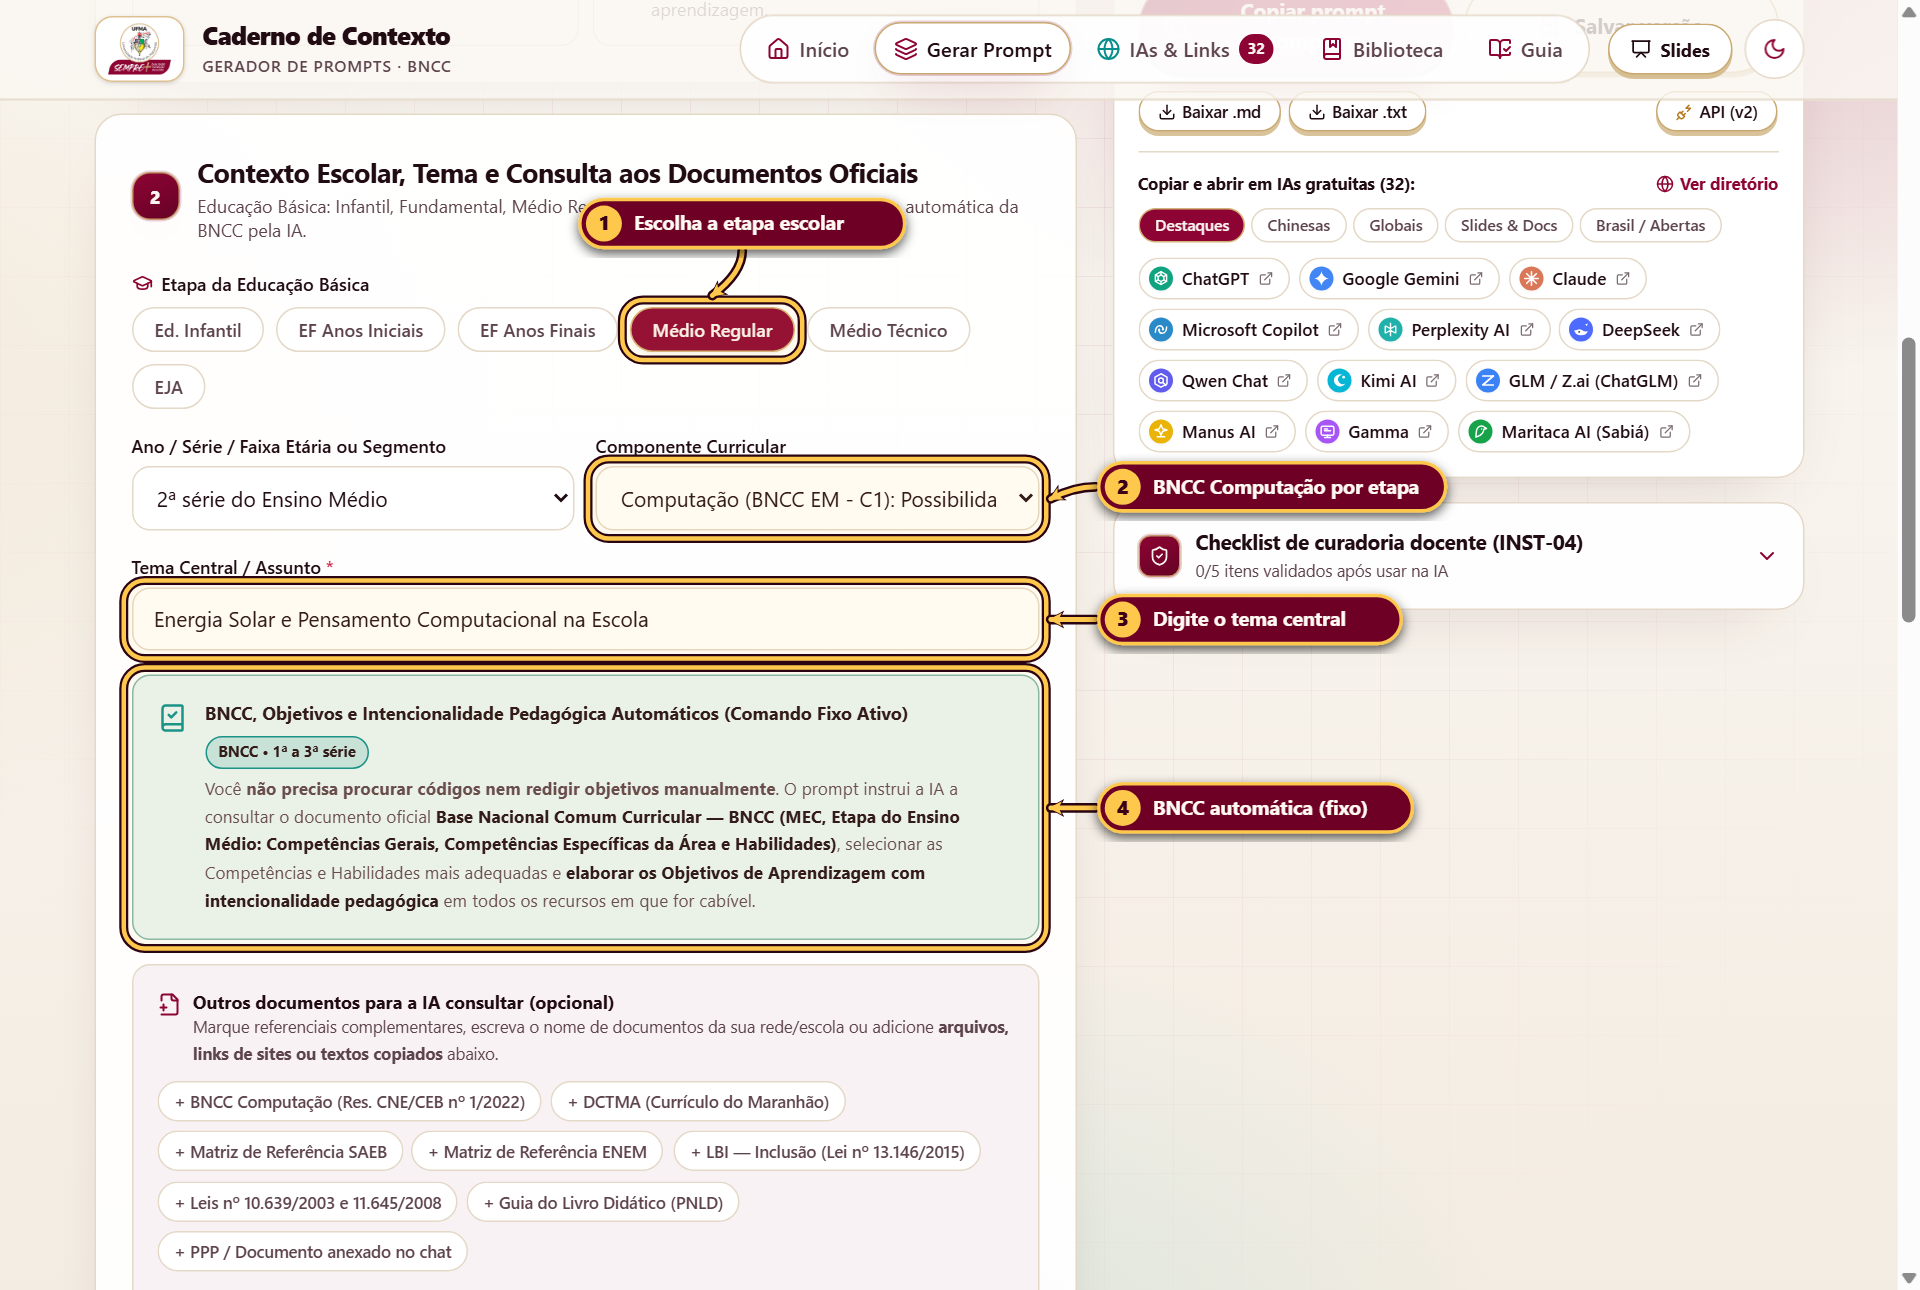 aprendizagem.
Copiar prompt
Salvar versão
UFMA
SEMPRE+
Caderno de Contexto
GERADOR DE PROMPTS · BNCC
Início
Gerar Prompt
IAs & Links 32
Biblioteca
Guia
Slides
Baixar .md
Baixar .txt
API (v2)
2
Contexto Escolar, Tema e Consulta aos Documentos Oficiais
Educação Básica: Infantil, Fundamental, Médio Re
automática da
BNCC pela IA.
1 Escolha a etapa escolar
Etapa da Educação Básica
Ed. Infantil
EF Anos Iniciais
EF Anos Finais
Médio Regular
Médio Técnico
EJA
Ano / Série / Faixa Etária ou Segmento
2ª série do Ensino Médio
Componente Curricular
Computação (BNCC EM - C1): Possibilida
2 BNCC Computação por etapa
Tema Central / Assunto *
Energia Solar e Pensamento Computacional na Escola
3 Digite o tema central
BNCC, Objetivos e Intencionalidade Pedagógica Automáticos (Comando Fixo Ativo)
BNCC • 1ª a 3ª série
Você não precisa procurar códigos nem redigir objetivos manualmente. O prompt instrui a IA a
consultar o documento oficial Base Nacional Comum Curricular — BNCC (MEC, Etapa do Ensino
Médio: Competências Gerais, Competências Específicas da Área e Habilidades), selecionar as
Competências e Habilidades mais adequadas e elaborar os Objetivos de Aprendizagem com
intencionalidade pedagógica em todos os recursos em que for cabível.
4 BNCC automática (fixo)
Outros documentos para a IA consultar (opcional)
Marque referenciais complementares, escreva o nome de documentos da sua rede/escola ou adicione arquivos,
links de sites ou textos copiados abaixo.
+ BNCC Computação (Res. CNE/CEB nº 1/2022)
+ DCTMA (Currículo do Maranhão)
+ Matriz de Referência SAEB
+ Matriz de Referência ENEM
+ LBI — Inclusão (Lei nº 13.146/2015)
+ Leis nº 10.639/2003 e 11.645/2008
+ Guia do Livro Didático (PNLD)
+ PPP / Documento anexado no chat
Copiar e abrir em IAs gratuitas (32):
Ver diretório
Destaques
Chinesas
Globais
Slides & Docs
Brasil / Abertas
ChatGPT
Google Gemini
Claude
Microsoft Copilot
Perplexity AI
DeepSeek
Qwen Chat
Kimi AI
GLM / Z.ai (ChatGLM)
Manus AI
Gamma
Maritaca AI (Sabiá)
Checklist de curadoria docente (INST-04)
0/5 itens validados após usar na IA